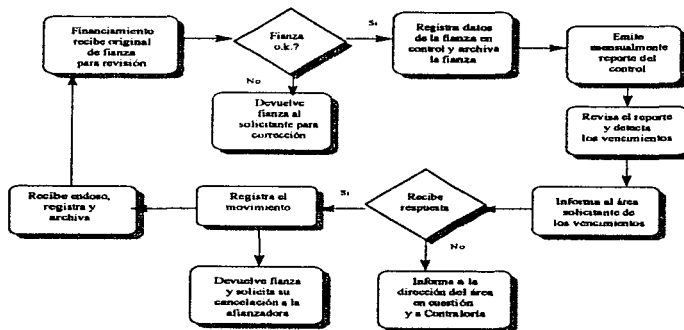 Financiamiento
recibe original
de fianza
para revisión
Fianza
o.k.?
Si
Registra datos
de la fianza en
control y archiva
la fianza
Emite
mensualmente
reporte del
control
No
Devuelve
fianza al
solicitante para
corrección
Revisa el reporte
y detecta
los vencimientos
Informa al área
solicitante de
los vencimientos
Recibe
respuesta
Si
Registra el
movimiento
Recibe endoso,
registra y
archiva
No
Informa a la
dirección del área
en cuestión
y a Contraloría
Devuelve fianza
y solicita su
cancelación a la
afianzadora